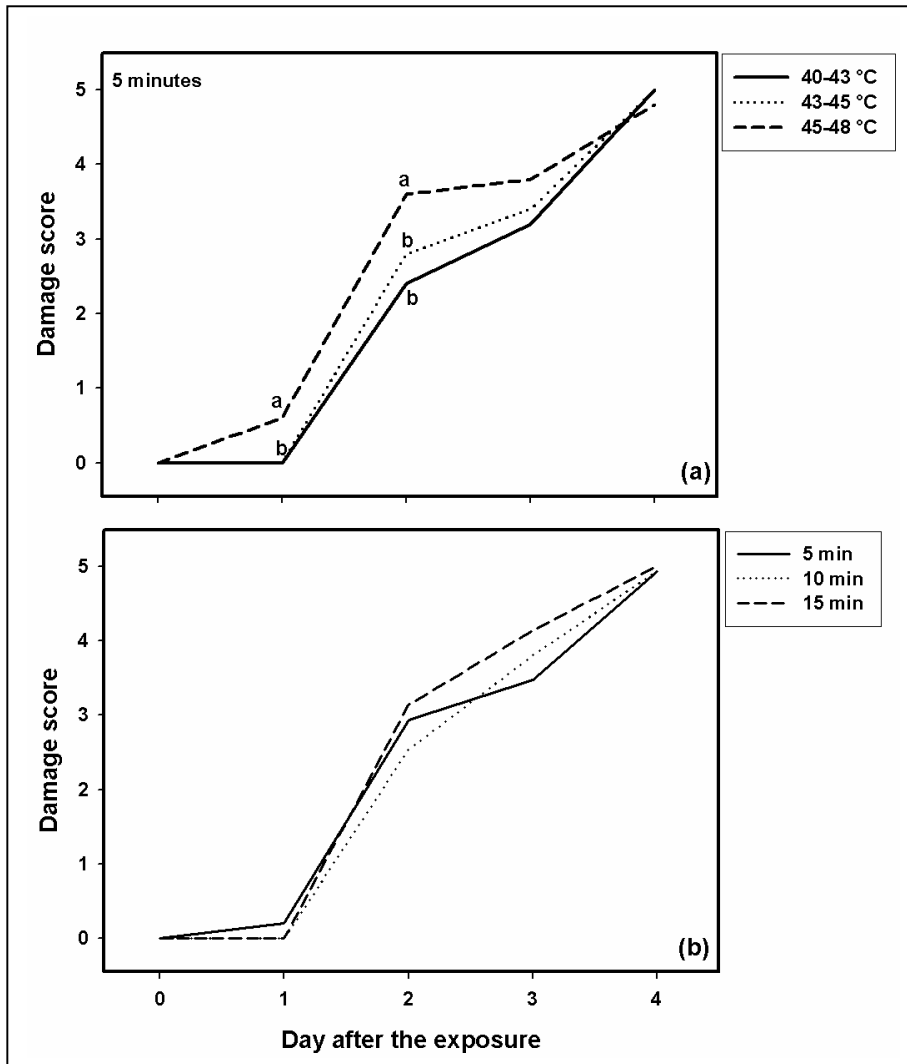 5 minutes
40-43 °C
43-45 °C
45-48 °C
5
4
3
2
1
0
Damage score
a
b
b
a
b
(a)
5 min
10 min
15 min
5
4
3
2
1
0
Damage score
(b)
0 1 2 3 4
Day after the exposure